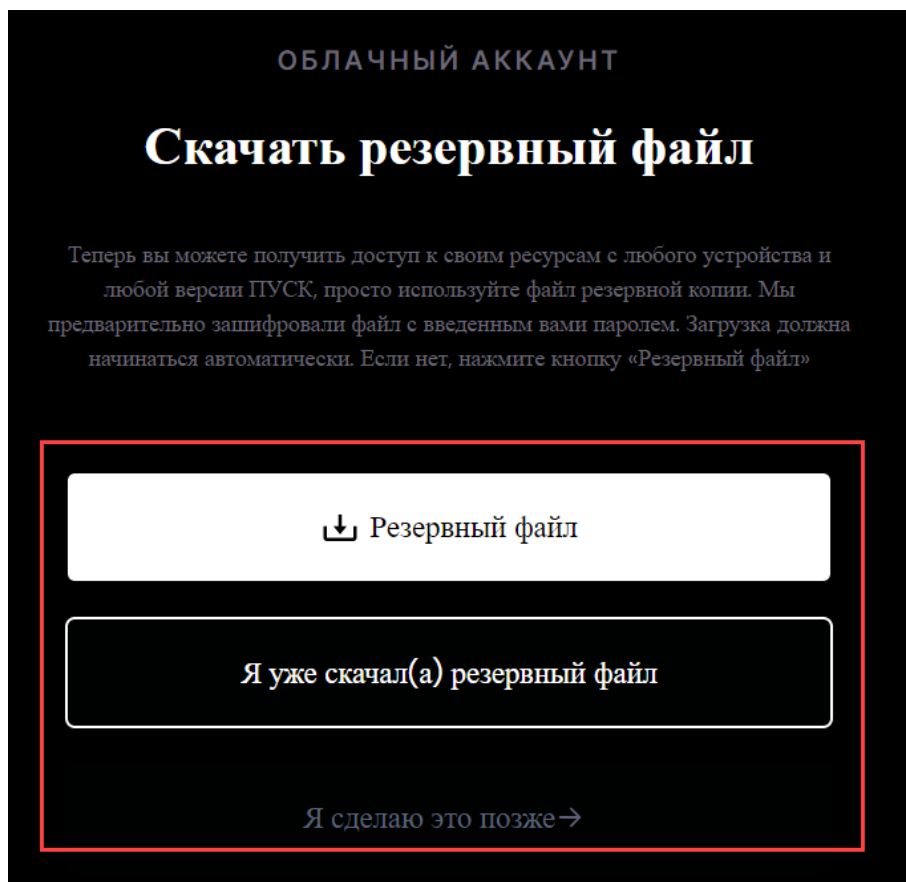 ОБЛАЧНЫЙ АККАУНТ
Скачать резервный файл
Теперь вы можете получить доступ к своим ресурсам с любого устройства и
любой версии ПУСК, просто используйте файл резервной копии. Мы
предварительно зашифровали файл с введенным вами паролем. Загрузка должна
начинаться автоматически. Если нет, нажмите кнопку «Резервный файл»
Резервный файл
Я уже скачал(а) резервный файл
Я сделаю это позже→